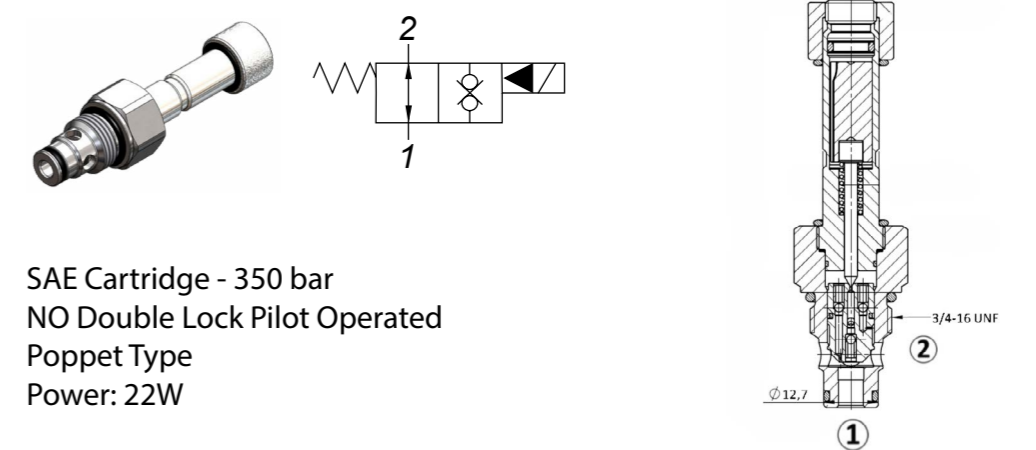 2
1
SAE Cartridge - 350 bar
NO Double Lock Pilot Operated
Poppet Type
Power: 22W
3/4-16 UNF
②
∅12,7
①